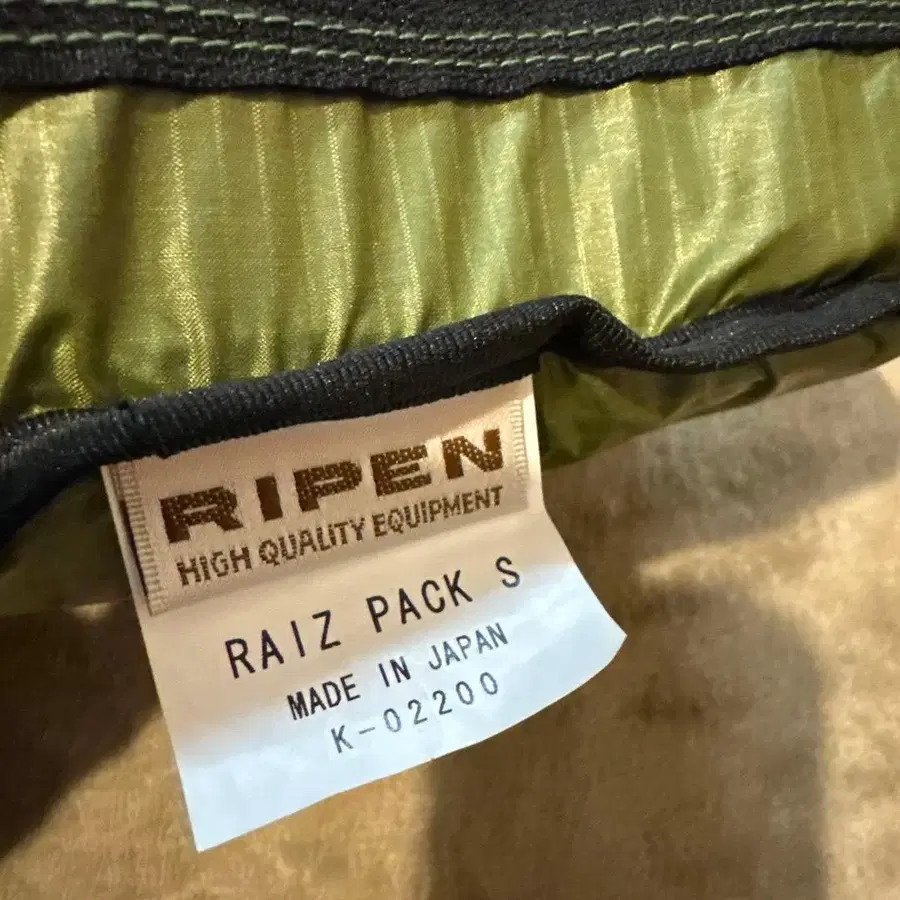 RIPEN
HIGH QUALITY EQUIPMENT
RAIZ PACK S
MADE IN JAPAN
K-02200